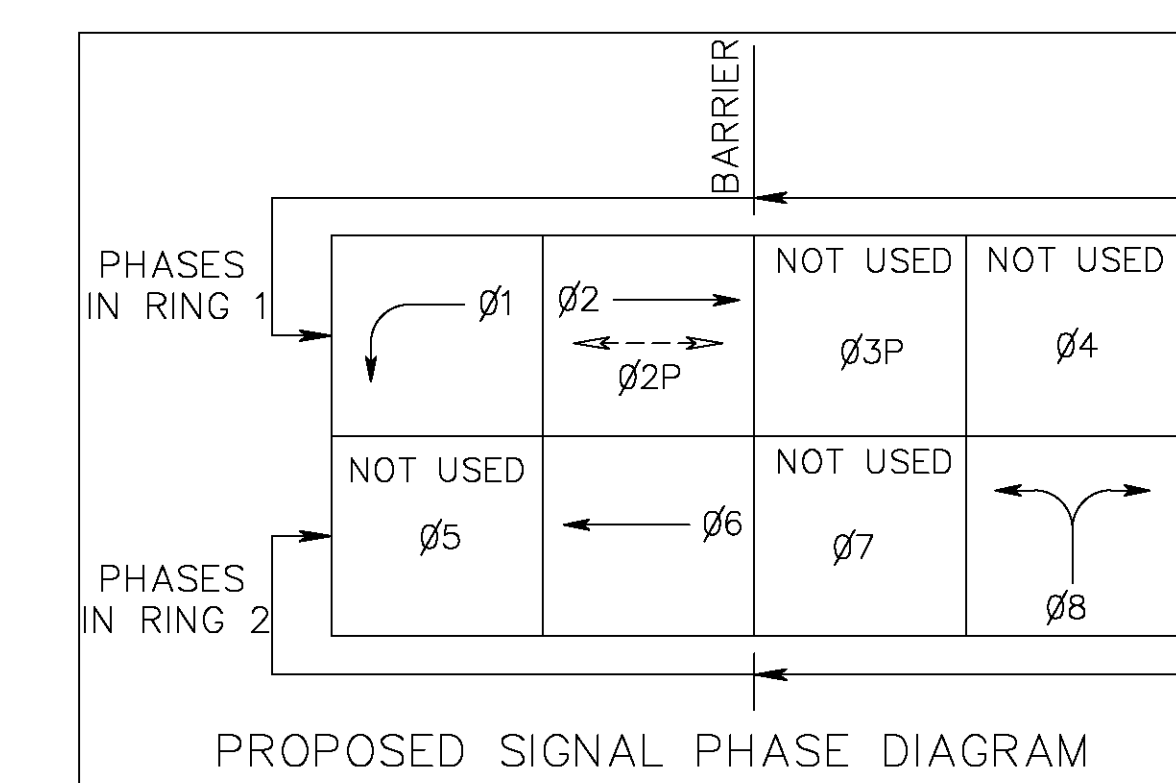 BARRIER
PHASES
IN RING 1
Ø1
Ø2
Ø2P
NOT USED
Ø3P
NOT USED
Ø4
PHASES
IN RING 2
NOT USED
Ø5
Ø6
NOT USED
Ø7
Ø8
PROPOSED SIGNAL PHASE DIAGRAM